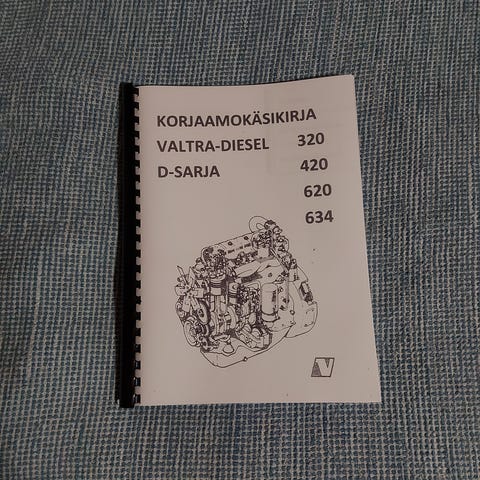 KORJAAMOKÄSIKIRJA
VALTRA-DIESEL 320
D-SARJA 420
620
634
V